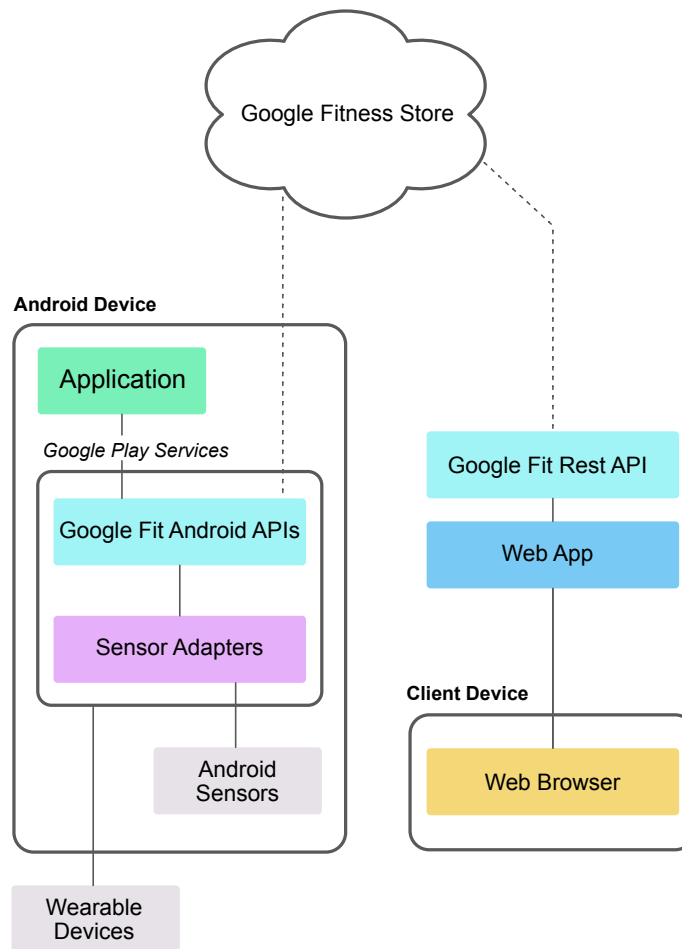 Google Fitness Store
Android Device
Application
Google Play Services
Google Fit Android APIs
Sensor Adapters
Android
Sensors
Wearable
Devices
Google Fit Rest API
Web App
Client Device
Web Browser